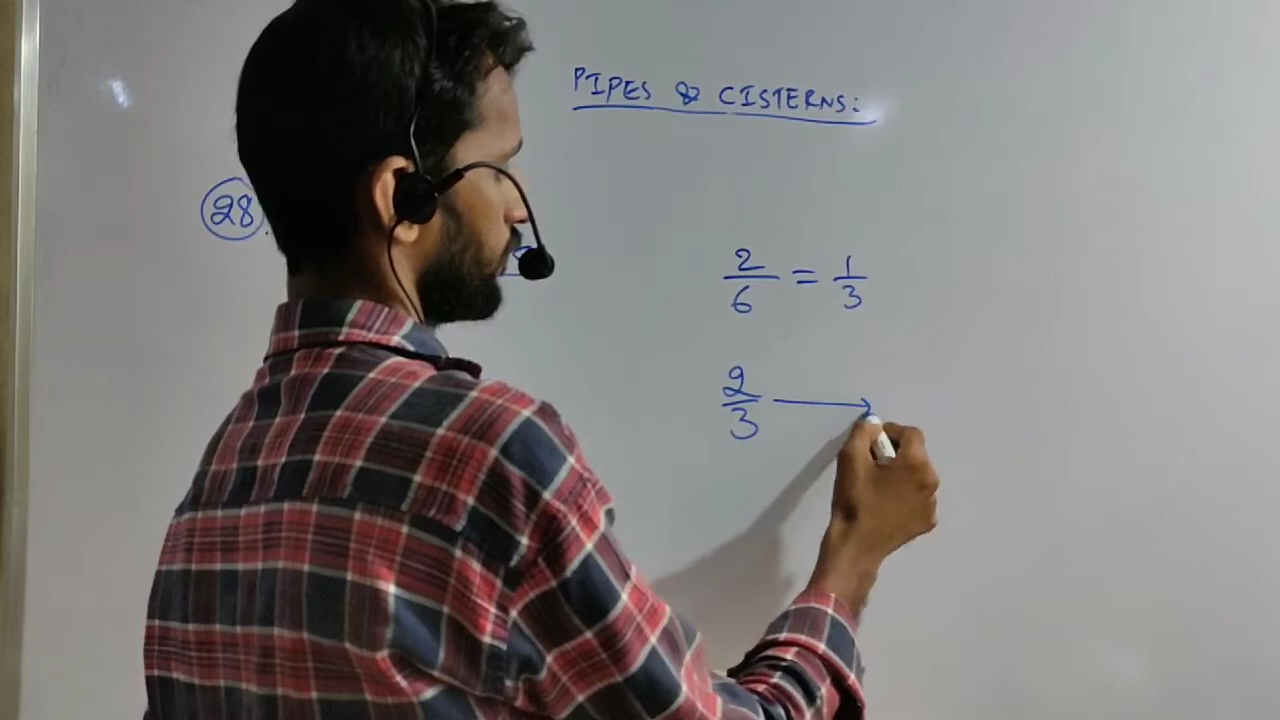 PIPES & CISTERNS:
28.
2/6 = 1/3
2/3 →